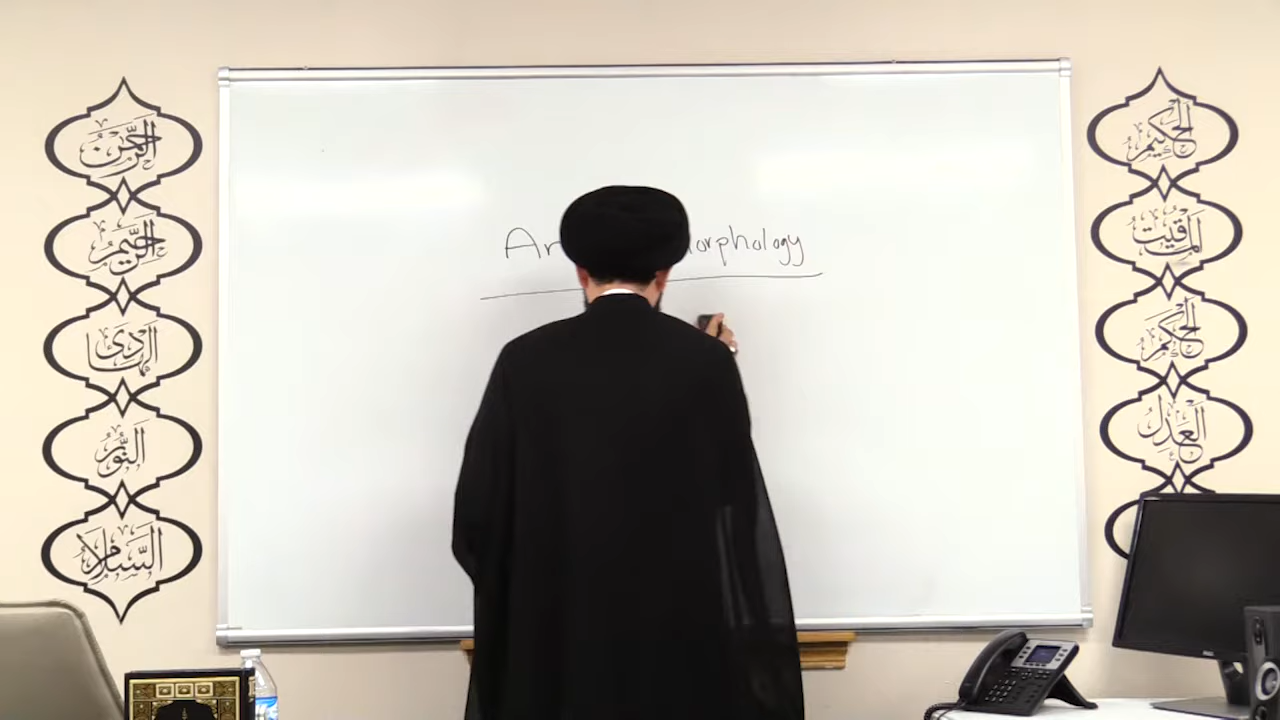 الرحمن
الرحيم
الهادي
النور
السلام
Ar orphology
الحكيم
المقيت
الحكم
العدل